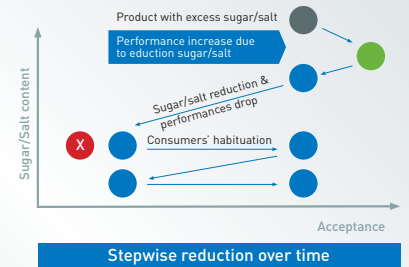 Product with excess sugar/salt
Performance increase due
to eduction sugar/salt
Sugar/salt reduction &
performances drop
Sugar/Salt content
X
Consumers' habituation
Acceptance
Stepwise reduction over time